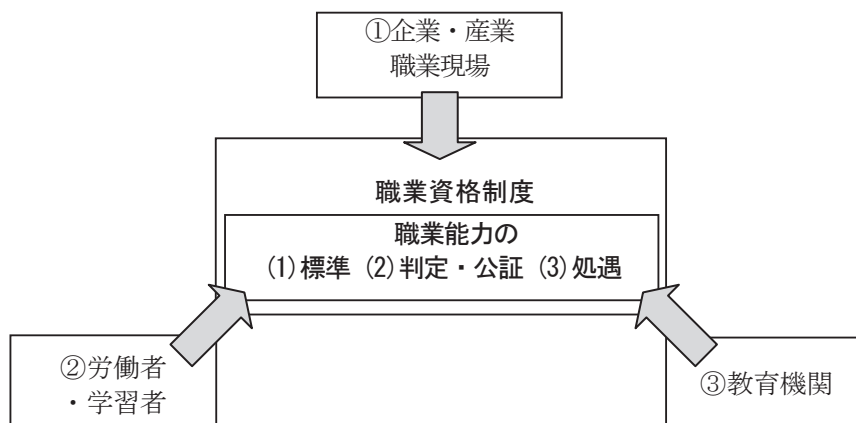 ①企業・産業
職業現場
職業資格制度
職業能力の
(1)標準 (2)判定・公証 (3)処遇
②労働者
・学習者
③教育機関